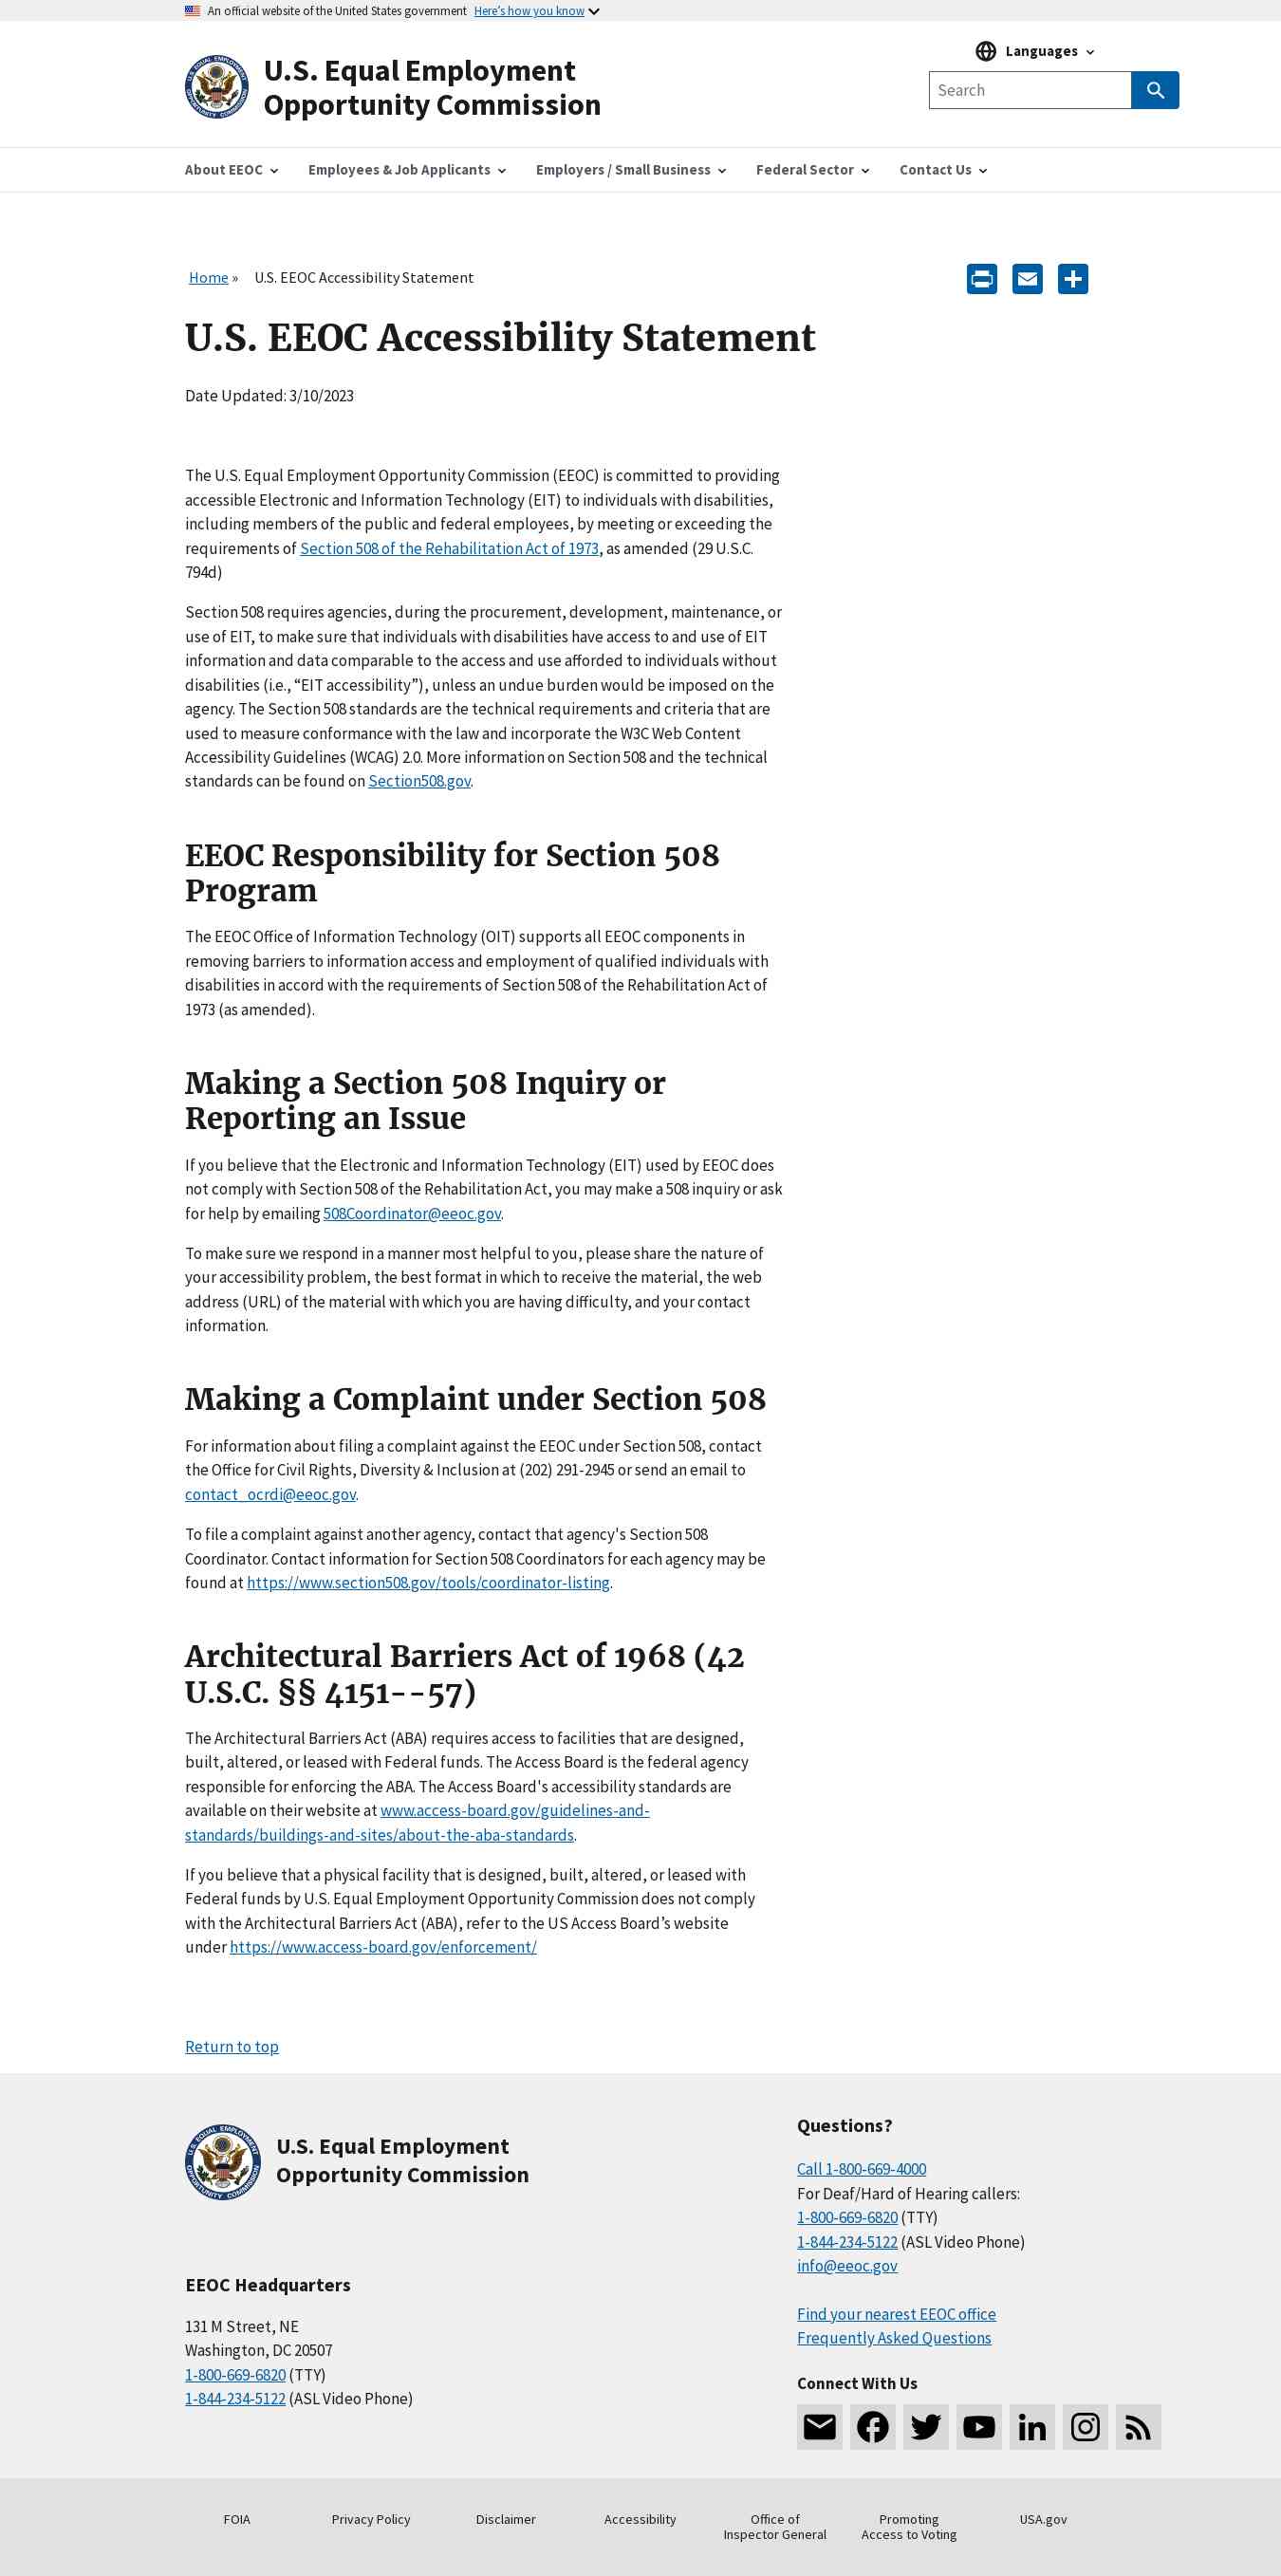 An official website of the United States government Here's how you know
U.S. Equal Employment
Opportunity Commission
Languages
Search
About EEOC
Employees & Job Applicants
Employers / Small Business
Federal Sector
Contact Us
Home » U.S. EEOC Accessibility Statement
U.S. EEOC Accessibility Statement
Date Updated: 3/10/2023
The U.S. Equal Employment Opportunity Commission (EEOC) is committed to providing
accessible Electronic and Information Technology (EIT) to individuals with disabilities,
including members of the public and federal employees, by meeting or exceeding the
requirements of Section 508 of the Rehabilitation Act of 1973, as amended (29 U.S.C.
794d)
Section 508 requires agencies, during the procurement, development, maintenance, or
use of EIT, to make sure that individuals with disabilities have access to and use of EIT
information and data comparable to the access and use afforded to individuals without
disabilities (i.e., “EIT accessibility”), unless an undue burden would be imposed on the
agency. The Section 508 standards are the technical requirements and criteria that are
used to measure conformance with the law and incorporate the W3C Web Content
Accessibility Guidelines (WCAG) 2.0. More information on Section 508 and the technical
standards can be found on Section508.gov.
EEOC Responsibility for Section 508
Program
The EEOC Office of Information Technology (OIT) supports all EEOC components in
removing barriers to information access and employment of qualified individuals with
disabilities in accord with the requirements of Section 508 of the Rehabilitation Act of
1973 (as amended).
Making a Section 508 Inquiry or
Reporting an Issue
If you believe that the Electronic and Information Technology (EIT) used by EEOC does
not comply with Section 508 of the Rehabilitation Act, you may make a 508 inquiry or ask
for help by emailing 508Coordinator@eeoc.gov.
To make sure we respond in a manner most helpful to you, please share the nature of
your accessibility problem, the best format in which to receive the material, the web
address (URL) of the material with which you are having difficulty, and your contact
information.
Making a Complaint under Section 508
For information about filing a complaint against the EEOC under Section 508, contact
the Office for Civil Rights, Diversity & Inclusion at (202) 291-2945 or send an email to
contact_ocrdi@eeoc.gov.
To file a complaint against another agency, contact that agency's Section 508
Coordinator. Contact information for Section 508 Coordinators for each agency may be
found at https://www.section508.gov/tools/coordinator-listing.
Architectural Barriers Act of 1968 (42
U.S.C. §§ 4151--57)
The Architectural Barriers Act (ABA) requires access to facilities that are designed,
built, altered, or leased with Federal funds. The Access Board is the federal agency
responsible for enforcing the ABA. The Access Board's accessibility standards are
available on their website at www.access-board.gov/guidelines-and-
standards/buildings-and-sites/about-the-aba-standards.
If you believe that a physical facility that is designed, built, altered, or leased with
Federal funds by U.S. Equal Employment Opportunity Commission does not comply
with the Architectural Barriers Act (ABA), refer to the US Access Board’s website
under https://www.access-board.gov/enforcement/
Return to top
U.S. Equal Employment
Opportunity Commission
EEOC Headquarters
131 M Street, NE
Washington, DC 20507
1-800-669-6820 (TTY)
1-844-234-5122 (ASL Video Phone)
Questions?
Call 1-800-669-4000
For Deaf/Hard of Hearing callers:
1-800-669-6820 (TTY)
1-844-234-5122 (ASL Video Phone)
info@eeoc.gov
Find your nearest EEOC office
Frequently Asked Questions
Connect With Us
FOIA
Privacy Policy
Disclaimer
Accessibility
Office of
Inspector General
Promoting
Access to Voting
USA.gov